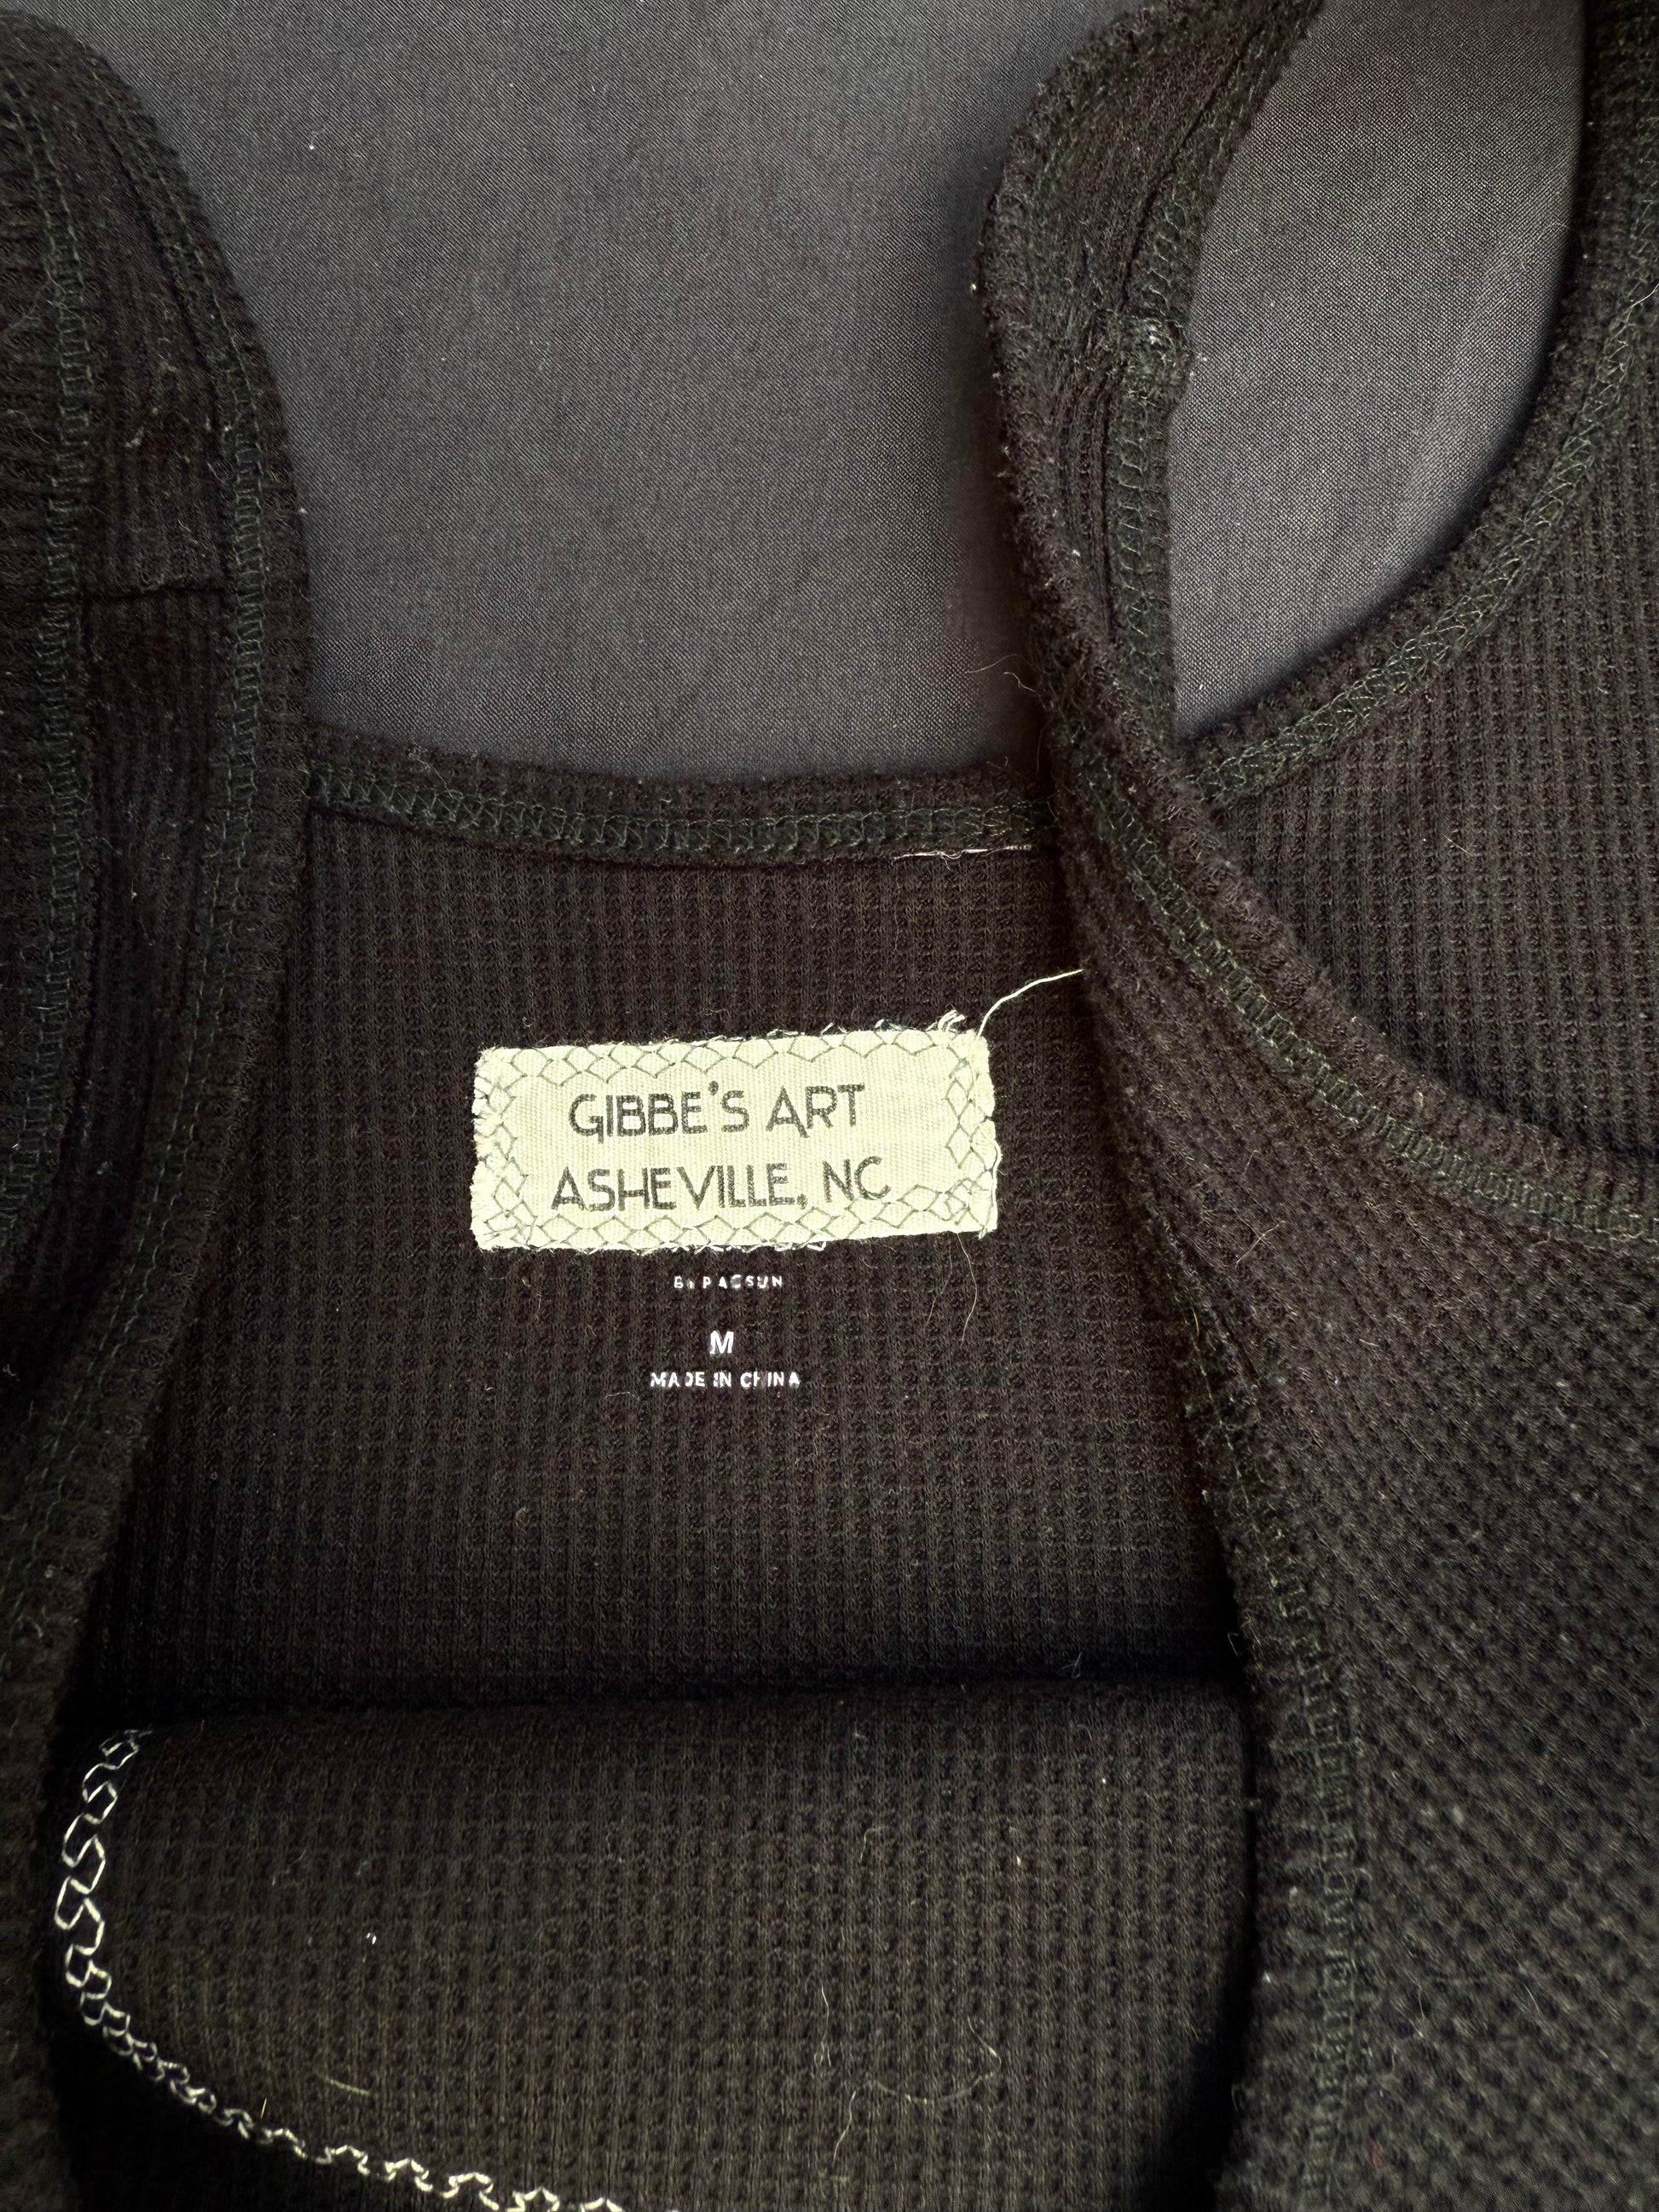 GIBBE'S ART
ASHEVILLE, NC
BY PACSUN
M
MADE IN CHINA